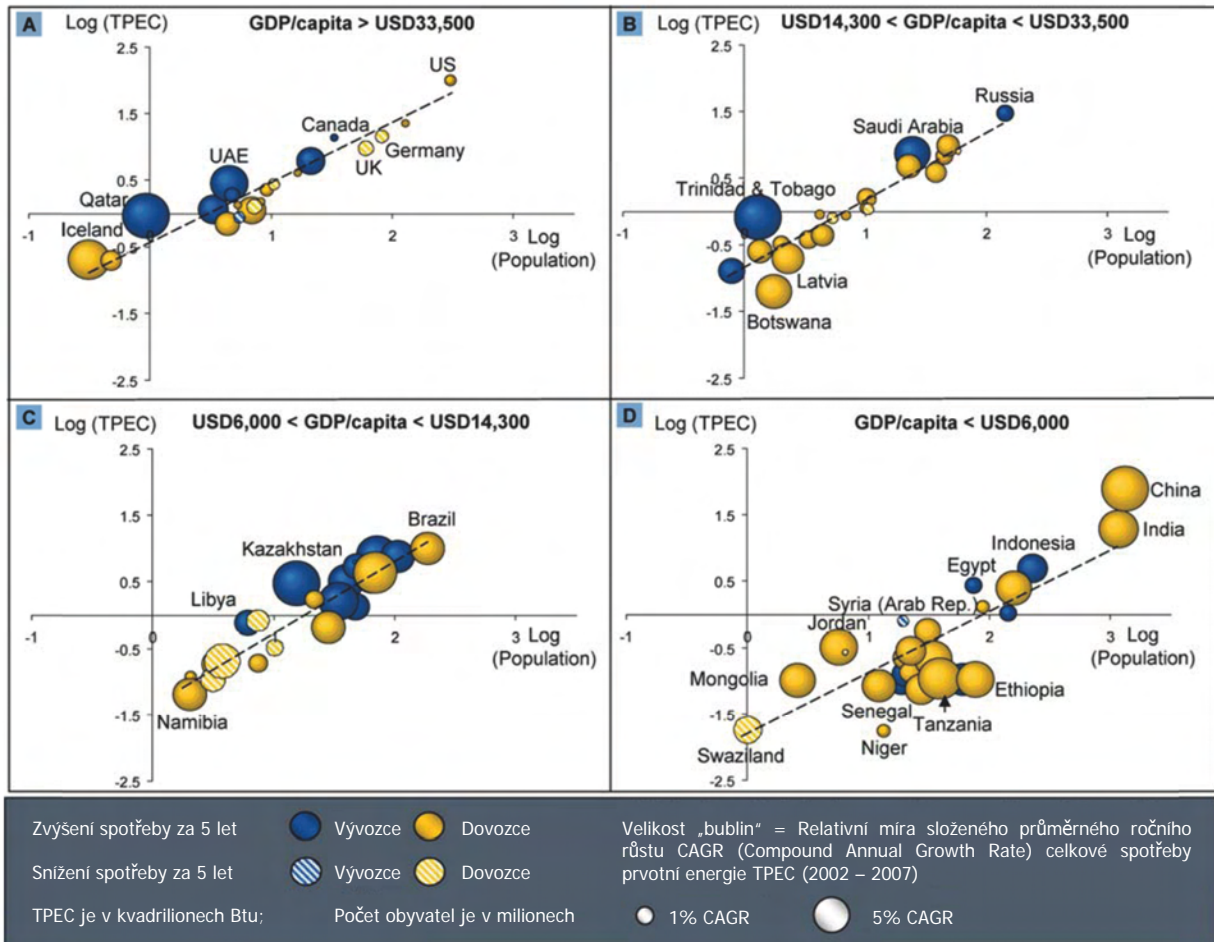 A
Log (TPEC)
GDP/capita > USD33,500
2.5
1.5
0.5
-0.5
-1.5
-2.5
-1
0
1
2
3
US
Canada
Germany
UK
UAE
Qatar
Iceland
Log
(Population)
B
Log (TPEC)
USD14,300 < GDP/capita < USD33,500
2.5
1.5
0.5
-0.5
-1.5
-2.5
-1
0
1
2
3
Russia
Saudi Arabia
Trinidad & Tobago
Latvia
Botswana
Log
(Population)
C
Log (TPEC)
USD6,000 < GDP/capita < USD14,300
2.5
1.5
0.5
-0.5
-1.5
-2.5
-1
0
1
2
3
Brazil
Kazakhstan
Libya
Namibia
Log
(Population)
D
Log (TPEC)
GDP/capita < USD6,000
2.5
1.5
0.5
-0.5
-1.5
-2.5
-1
0
1
2
3
China
India
Indonesia
Egypt
Syria (Arab Rep.)
Jordan
Mongolia
Senegal
Ethiopia
Tanzania
Niger
Swaziland
Log
(Population)
Zvýšení spotřeby za 5 let Vývozce Dovozce
Snížení spotřeby za 5 let Vývozce Dovozce
TPEC je v kvadrilionech Btu; Počet obyvatel je v milionech
Velikost „bublin“ = Relativní míra složeného průměrného ročního
růstu CAGR (Compound Annual Growth Rate) celkové spotřeby
prvotní energie TPEC (2002 – 2007)
1% CAGR 5% CAGR